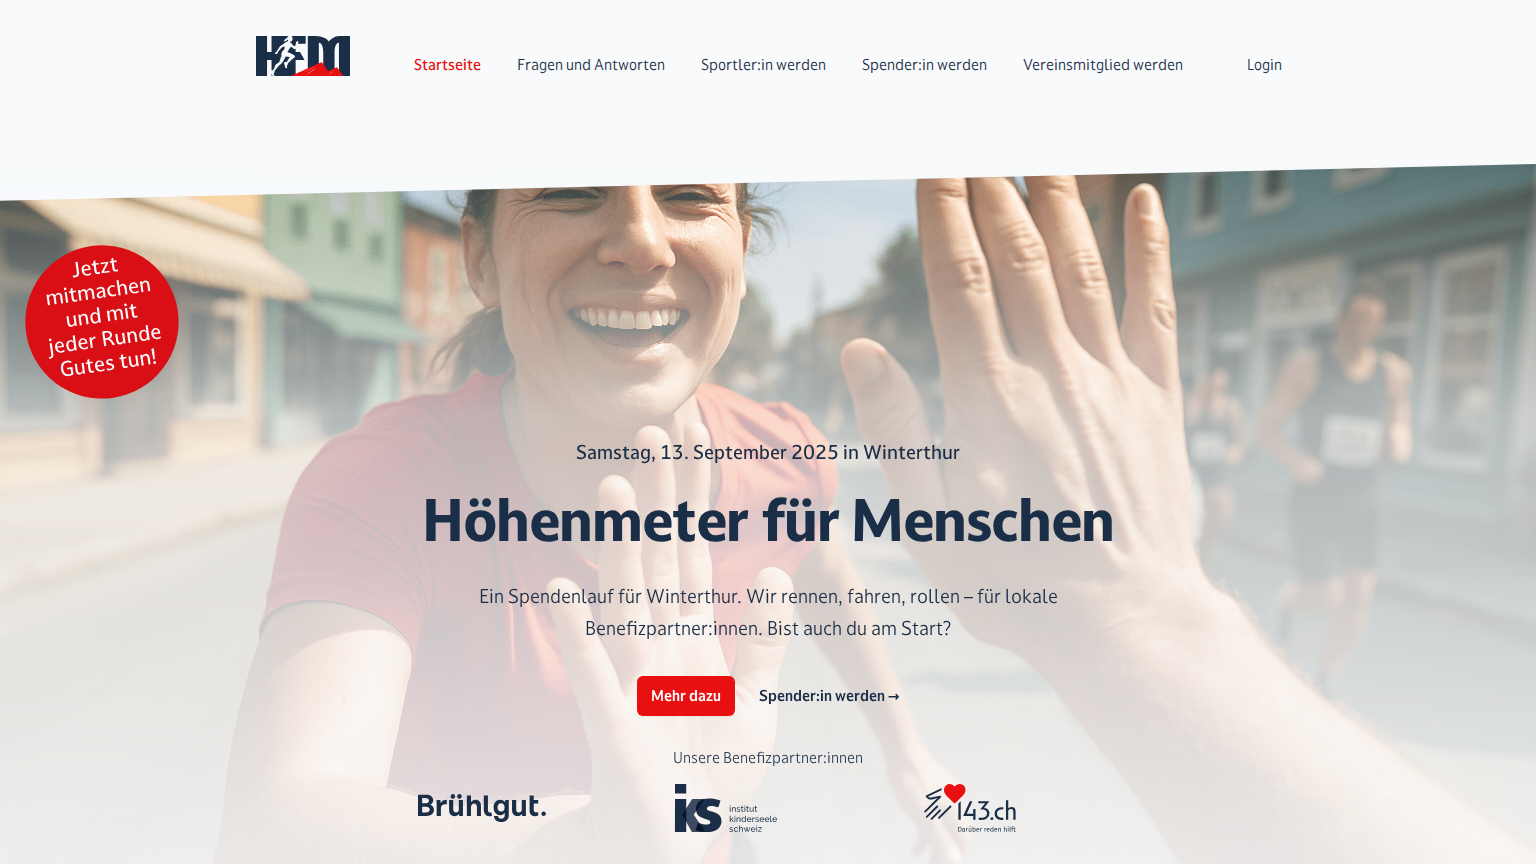 HFM
Startseite
Fragen und Antworten
Sportler:in werden
Spender:in werden
Vereinsmitglied werden
Login
Jetzt
mitmachen
und mit
jeder Runde
Gutes tun!
Samstag, 13. September 2025 in Winterthur
Höhenmeter für Menschen
Ein Spendenlauf für Winterthur. Wir rennen, fahren, rollen – für lokale
Benefizpartner:innen. Bist auch du am Start?
Mehr dazu
Spender:in werden →
Unsere Benefizpartner:innen
Brühlgut.
iks
institut
kinderseele
schweiz
143.ch
Darüber reden hilft